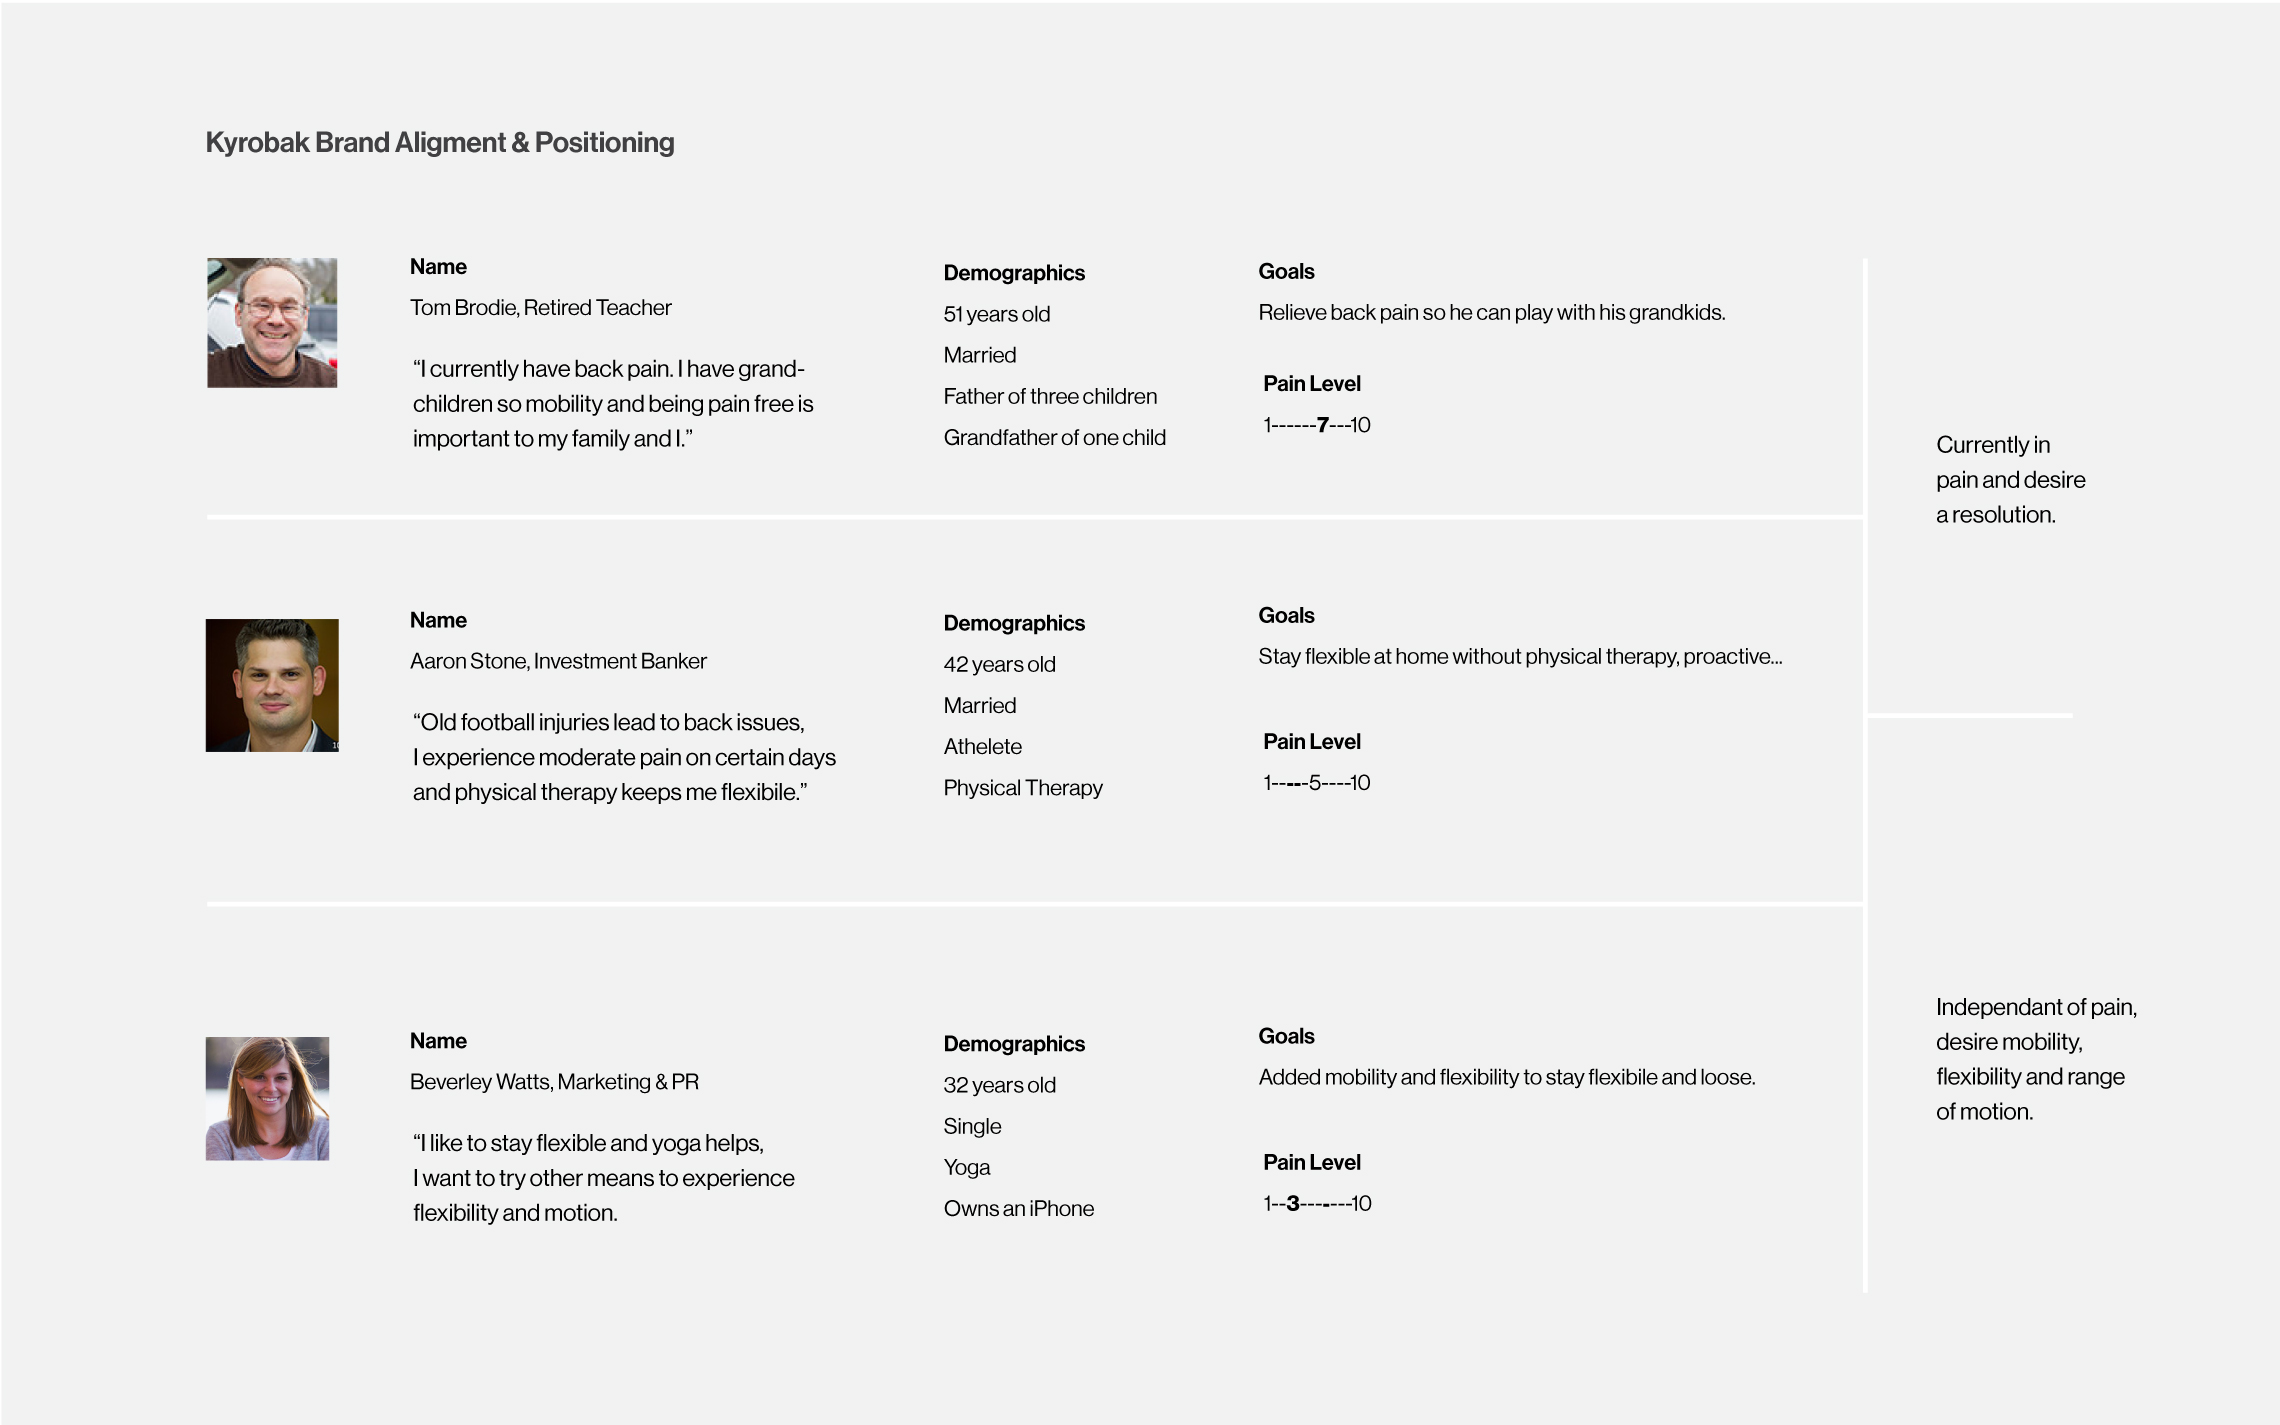 Kyrobak Brand Aligment & Positioning
Name
Tom Brodie, Retired Teacher
“I currently have back pain. I have grand-
children so mobility and being pain free is
important to my family and I.”
Demographics
51 years old
Married
Father of three children
Grandfather of one child
Goals
Relieve back pain so he can play with his grandkids.
Pain Level
1------7---10
Currently in
pain and desire
a resolution.
Name
Aaron Stone, Investment Banker
“Old football injuries lead to back issues,
I experience moderate pain on certain days
and physical therapy keeps me flexibile.”
Demographics
42 years old
Married
Athelete
Physical Therapy
Goals
Stay flexible at home without physical therapy, proactive...
Pain Level
1-----5----10
Name
Beverley Watts, Marketing & PR
“I like to stay flexible and yoga helps,
I want to try other means to experience
flexibility and motion.
Demographics
32 years old
Single
Yoga
Owns an iPhone
Goals
Added mobility and flexibility to stay flexibile and loose.
Pain Level
1--3-------10
Independant of pain,
desire mobility,
flexibility and range
of motion.